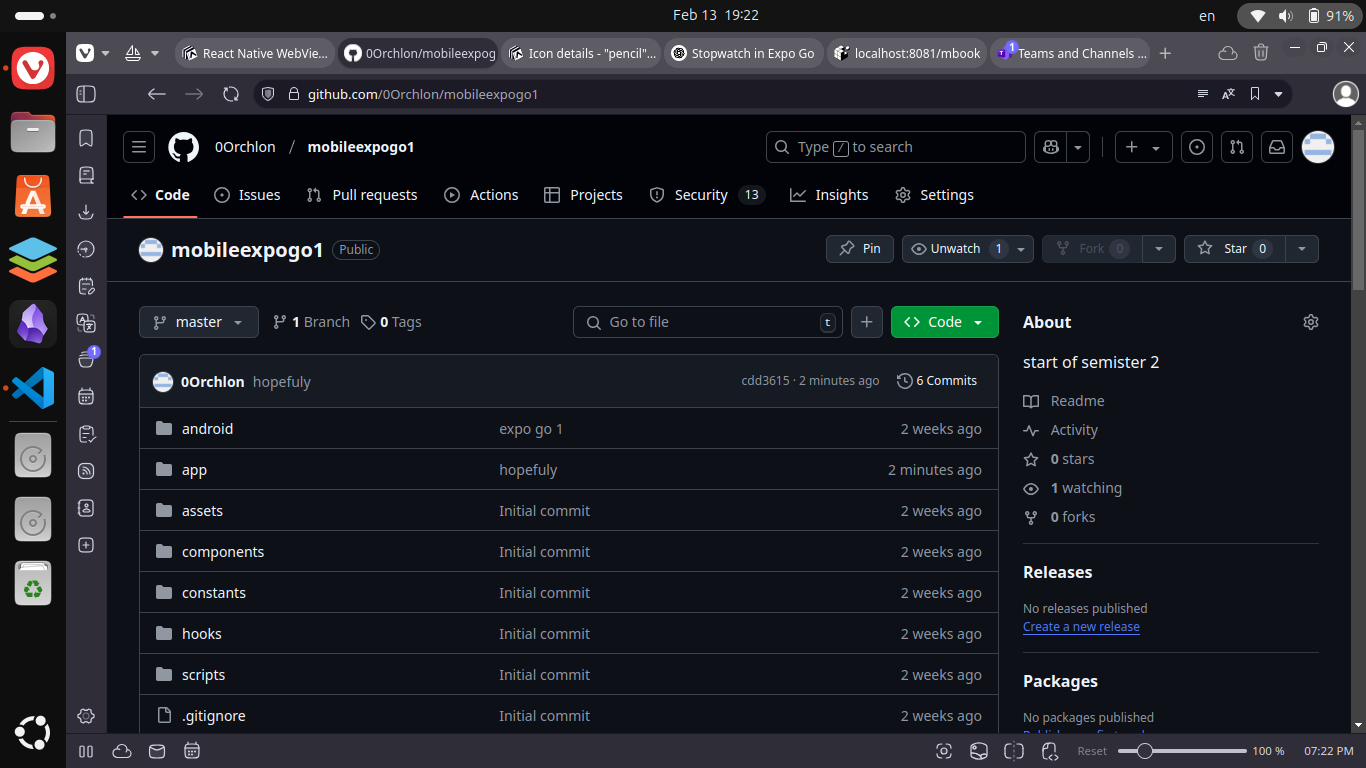 Feb 13 19:22
en
91%
React Native WebVie...
0Orchlon/mobileexpog
Icon details - "pencil"...
Stopwatch in Expo Go
localhost:8081/mbook
1
Teams and Channels ...
github.com/0Orchlon/mobileexpogo1
0Orchlon / mobileexpogo1
Type / to search
Code
Issues
Pull requests
Actions
Projects
Security 13
Insights
Settings
mobileexpogo1 Public
Pin
Unwatch 1
Fork 0
Star 0
master
1 Branch
0 Tags
Go to file t
Code
0Orchlon hopefuly cdd3615 · 2 minutes ago 6 Commits
android expo go 1 2 weeks ago
app hopefuly 2 minutes ago
assets Initial commit 2 weeks ago
components Initial commit 2 weeks ago
constants Initial commit 2 weeks ago
hooks Initial commit 2 weeks ago
scripts Initial commit 2 weeks ago
.gitignore Initial commit 2 weeks ago
About
start of semister 2
Readme
Activity
0 stars
1 watching
0 forks
Releases
No releases published
Create a new release
Packages
No packages published
1
Reset
100 %
07:22 PM